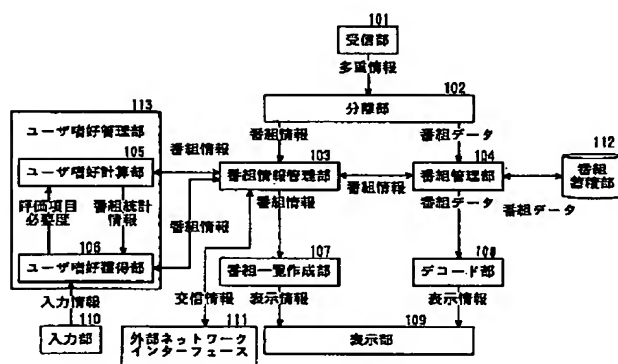 101
受信部
多重情報
102
分離部
113
ユーザ嗜好管理部
番組情報
番組データ
105
ユーザ嗜好計算部
番組情報
103
番組情報管理部
番組情報
104
番組管理部
112
番組
蓄積部
番組データ
評価項目
必要度
番組統計
情報
番組情報
番組情報
番組データ
106
ユーザ嗜好獲得部
107
番組一覧作成部
108
デコード部
入力情報
交信情報
表示情報
表示情報
110
入力部
111
外部ネットワーク
インターフェース
109
表示部